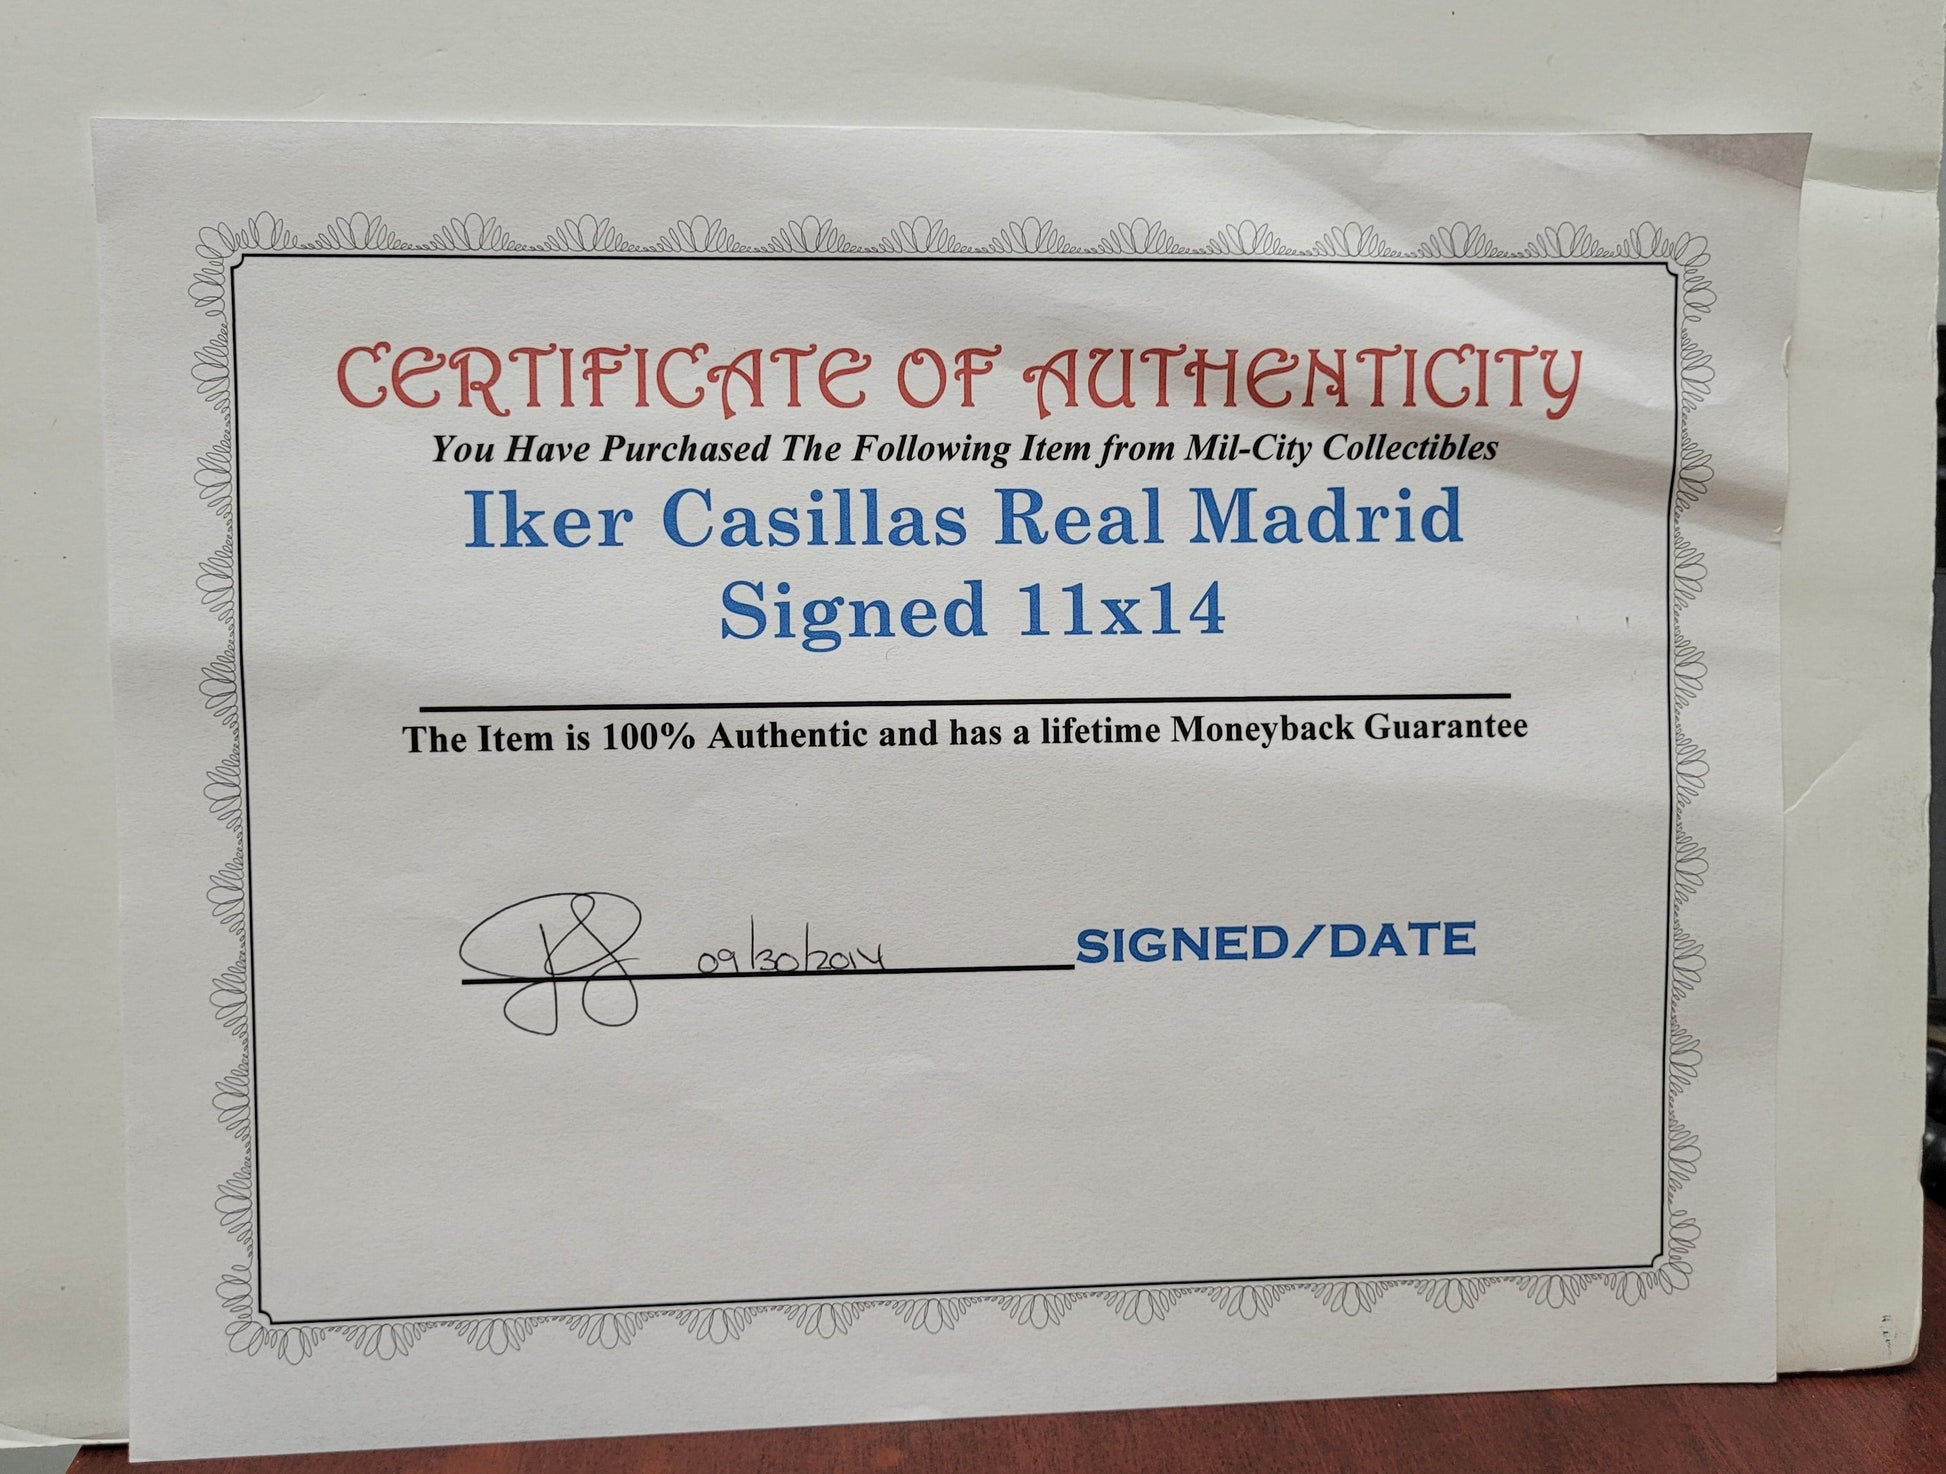 CERTIFICATE OF AUTHENTICITY
You Have Purchased The Following Item from Mil-City Collectibles
Iker Casillas Real Madrid
Signed 11x14
The Item is 100% Authentic and has a lifetime Moneyback Guarantee
09/30/2014 SIGNED/DATE